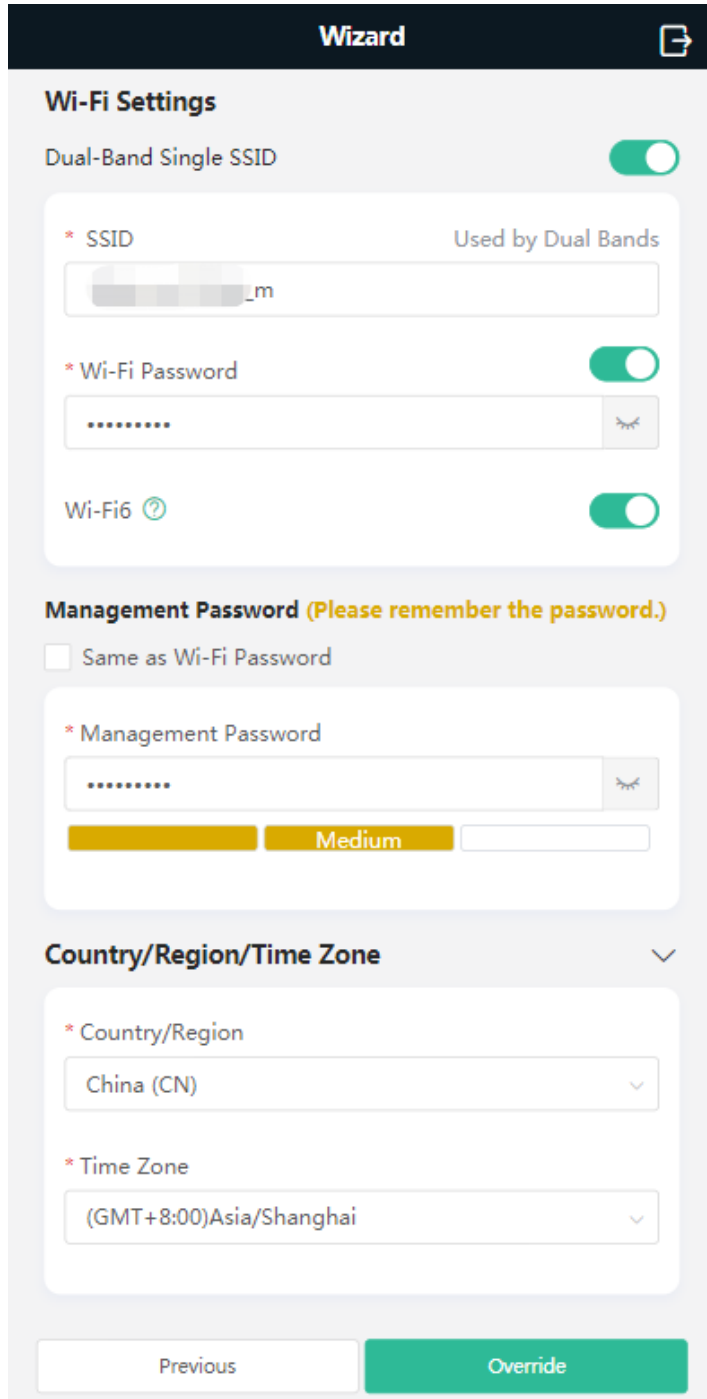 Wizard
Wi-Fi Settings
Dual-Band Single SSID
* SSID Used by Dual Bands
_m
* Wi-Fi Password
•••••••••
Wi-Fi6 ?
Management Password (Please remember the password.)
Same as Wi-Fi Password
* Management Password
•••••••••
Medium
Country/Region/Time Zone
* Country/Region
China (CN)
* Time Zone
(GMT+8:00)Asia/Shanghai
Previous Override